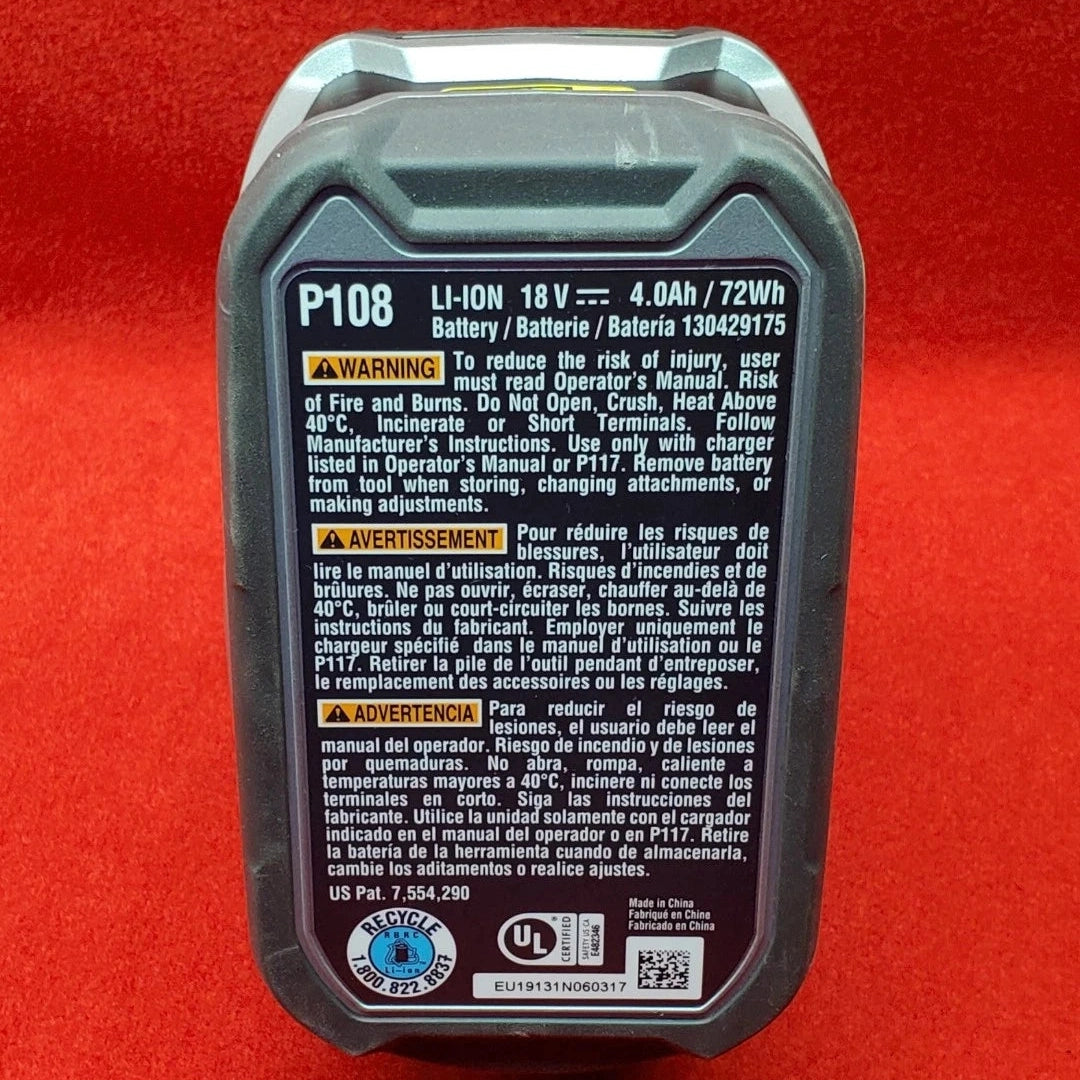 P108 LI-ION 18 V 4.0Ah / 72Wh
Battery / Batterie / Batería 130429175
WARNING To reduce the risk of injury, user
must read Operator's Manual. Risk
of Fire and Burns. Do Not Open, Crush, Heat Above
40°C, Incinerate or Short Terminals. Follow
Manufacturer's Instructions. Use only with charger
listed in Operator's Manual or P117. Remove battery
from tool when storing, changing attachments, or
making adjustments.
AVERTISSEMENT Pour réduire les risques de
blessures, l'utilisateur doit
lire le manuel d'utilisation. Risques d'incendies et de
brûlures. Ne pas ouvrir, écraser, chauffer au-delà de
40°C, brûler ou court-circuiter les bornes. Suivre les
instructions du fabricant. Employer uniquement le
chargeur spécifié dans le manuel d'utilisation ou le
P117. Retirer la pile de l'outil pendant d'entreposer,
le remplacement des accessoires ou les réglages.
ADVERTENCIA Para reducir el riesgo de
lesiones, el usuario debe leer el
manual del operador. Riesgo de incendio y de lesiones
por quemaduras. No abra, rompa, caliente a
temperaturas mayores a 40°C, incinere ni conecte los
terminales en corto. Siga las instrucciones del
fabricante. Utilice la unidad solamente con el cargador
indicado en el manual del operador o en P117. Retire
la batería de la herramienta cuando de almacenarla,
cambie los aditamentos o realice ajustes.
US Pat. 7,554,290
RECYCLE
RBRC
Li-ion
1.800.822.8837
UL ®
CERTIFIED
SAFETY US CA
E482346
Made in China
Fabriqué en Chine
Fabricado en China
EU19131N060317